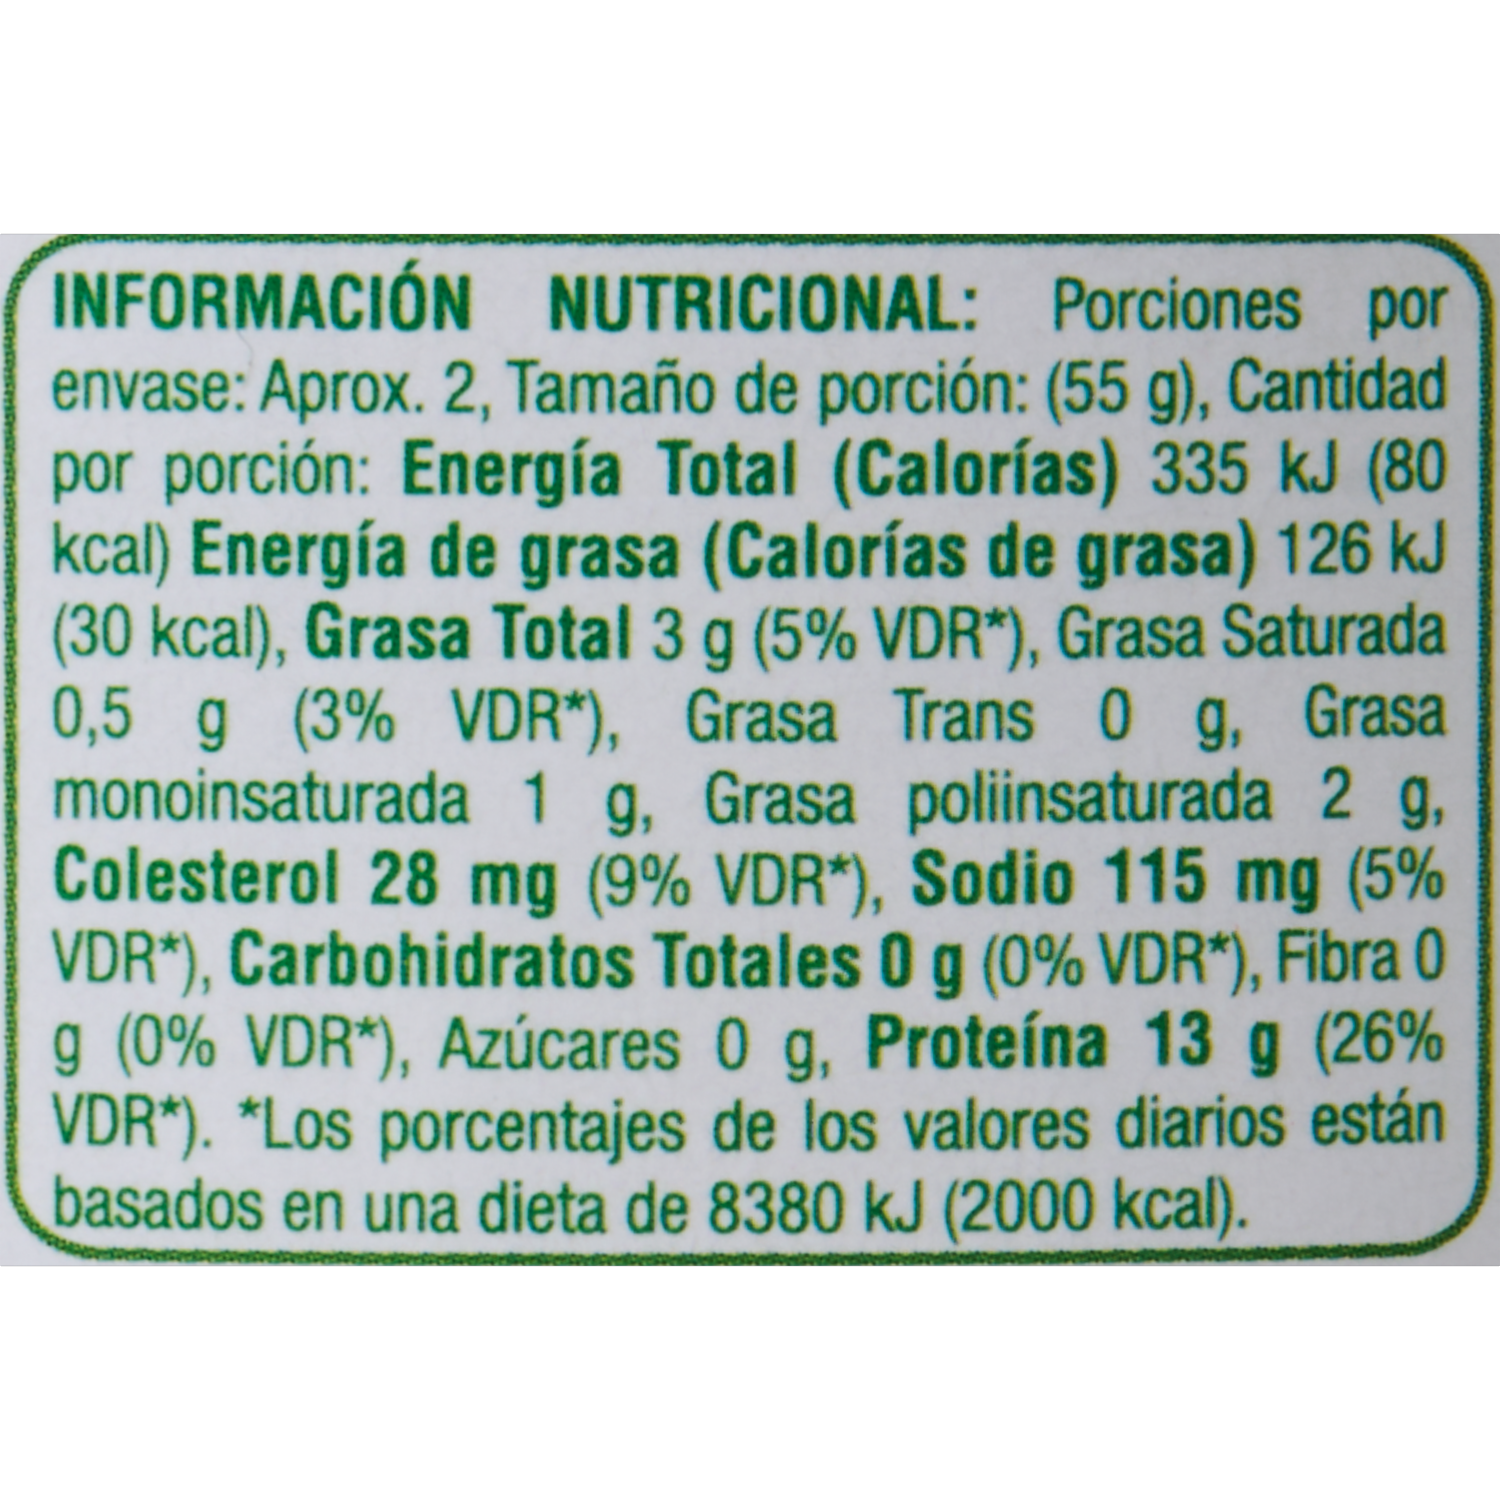 INFORMACIÓN NUTRICIONAL: Porciones por
envase: Aprox. 2, Tamaño de porción: (55 g), Cantidad
por porción: Energía Total (Calorías) 335 kJ (80
kcal) Energía de grasa (Calorías de grasa) 126 kJ
(30 kcal), Grasa Total 3 g (5% VDR*), Grasa Saturada
0,5 g (3% VDR*), Grasa Trans 0 g, Grasa
monoinsaturada 1 g, Grasa poliinsaturada 2 g,
Colesterol 28 mg (9% VDR*), Sodio 115 mg (5%
VDR*), Carbohidratos Totales 0 g (0% VDR*), Fibra 0
g (0% VDR*), Azúcares 0 g, Proteína 13 g (26%
VDR*). *Los porcentajes de los valores diarios están
basados en una dieta de 8380 kJ (2000 kcal).